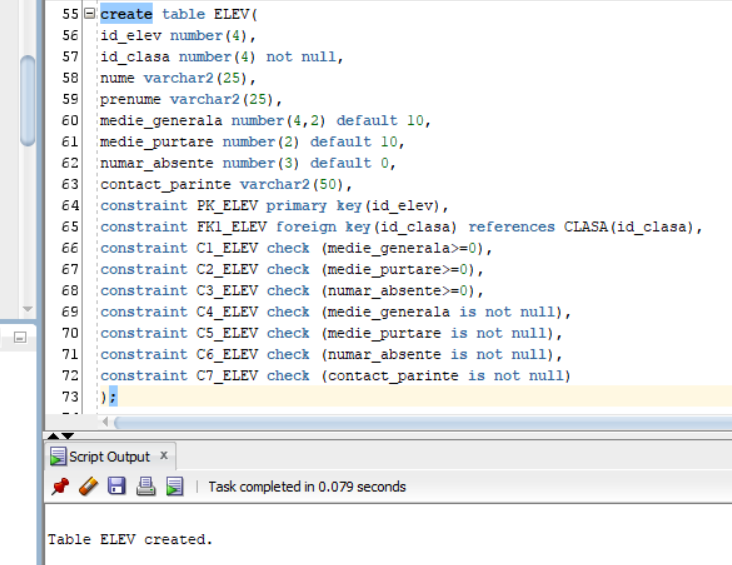 55 create table ELEV(
56 id_elev number(4),
57 id_clasa number(4) not null,
58 nume varchar2(25),
59 prenume varchar2(25),
60 medie_generala number(4,2) default 10,
61 medie_purtare number(2) default 10,
62 numar_absente number(3) default 0,
63 contact_parinte varchar2(50),
64 constraint PK_ELEV primary key(id_elev),
65 constraint FK1_ELEV foreign key(id_clasa) references CLASA(id_clasa),
66 constraint C1_ELEV check (medie_generala>=0),
67 constraint C2_ELEV check (medie_purtare>=0),
68 constraint C3_ELEV check (numar_absente>=0),
69 constraint C4_ELEV check (medie_generala is not null),
70 constraint C5_ELEV check (medie_purtare is not null),
71 constraint C6_ELEV check (numar_absente is not null),
72 constraint C7_ELEV check (contact_parinte is not null)
73 );
Script Output x
Task completed in 0.079 seconds
Table ELEV created.